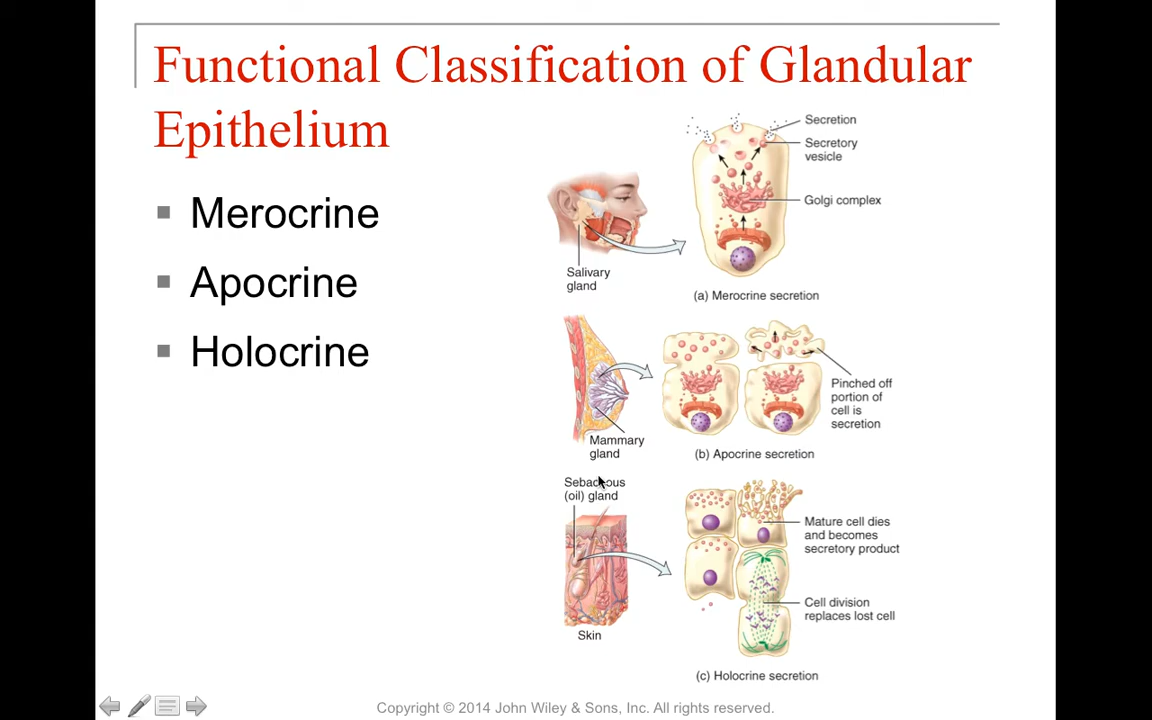 Functional Classification of Glandular
Epithelium
Merocrine
Apocrine
Holocrine
Secretion
Secretory
vesicle
Golgi complex
Salivary
gland
(a) Merocrine secretion
Pinched off
portion of
cell is
secretion
Mammary
gland
(b) Apocrine secretion
Sebaceous
(oil) gland
Mature cell dies
and becomes
secretory product
Cell division
replaces lost cell
Skin
(c) Holocrine secretion
Copyright © 2014 John Wiley & Sons, Inc. All rights reserved.